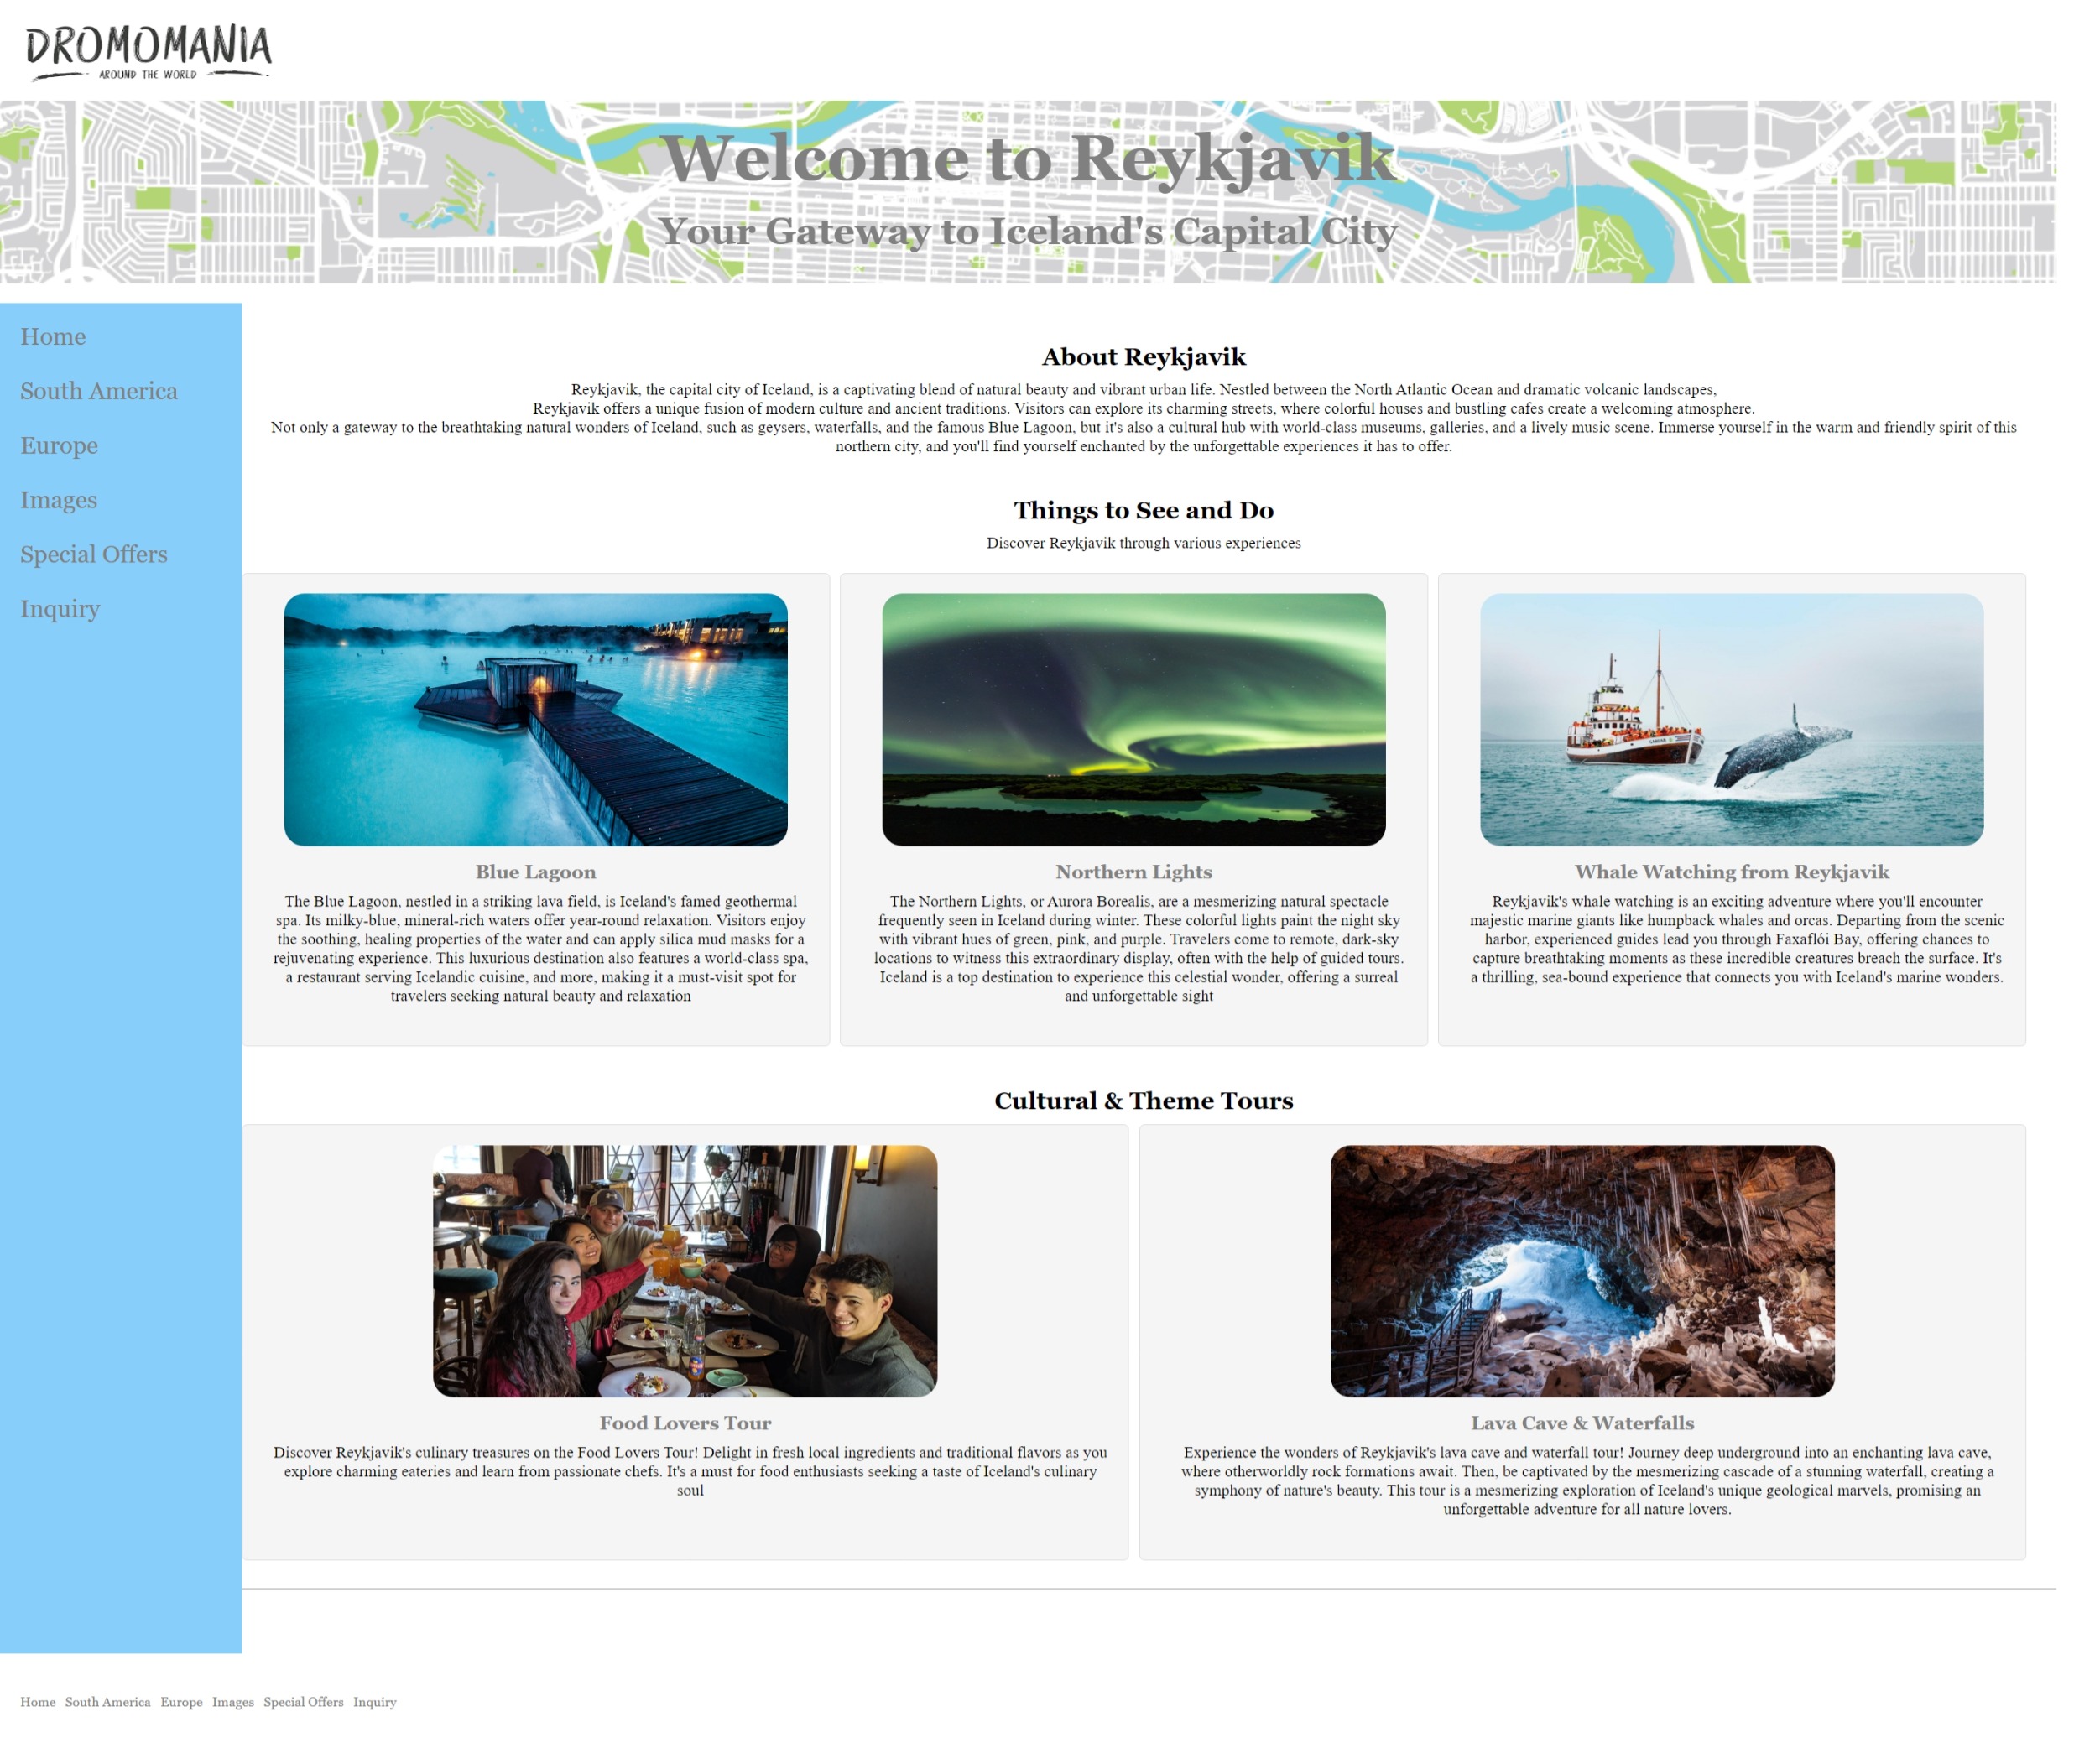 DROMOMANIA
AROUND THE WORLD
Welcome to Reykjavik
Your Gateway to Iceland's Capital City
Home
South America
Europe
Images
Special Offers
Inquiry
About Reykjavik
Reykjavik, the capital city of Iceland, is a captivating blend of natural beauty and vibrant urban life. Nestled between the North Atlantic Ocean and dramatic volcanic landscapes,
Reykjavik offers a unique fusion of modern culture and ancient traditions. Visitors can explore its charming streets, where colorful houses and bustling cafes create a welcoming atmosphere.
Not only a gateway to the breathtaking natural wonders of Iceland, such as geysers, waterfalls, and the famous Blue Lagoon, but it's also a cultural hub with world-class museums, galleries, and a lively music scene. Immerse yourself in the warm and friendly spirit of this
northern city, and you'll find yourself enchanted by the unforgettable experiences it has to offer.
Things to See and Do
Discover Reykjavik through various experiences
Blue Lagoon
The Blue Lagoon, nestled in a striking lava field, is Iceland's famed geothermal
spa. Its milky-blue, mineral-rich waters offer year-round relaxation. Visitors enjoy
the soothing, healing properties of the water and can apply silica mud masks for a
rejuvenating experience. This luxurious destination also features a world-class spa,
a restaurant serving Icelandic cuisine, and more, making it a must-visit spot for
travelers seeking natural beauty and relaxation
Northern Lights
The Northern Lights, or Aurora Borealis, are a mesmerizing natural spectacle
frequently seen in Iceland during winter. These colorful lights paint the night sky
with vibrant hues of green, pink, and purple. Travelers come to remote, dark-sky
locations to witness this extraordinary display, often with the help of guided tours.
Iceland is a top destination to experience this celestial wonder, offering a surreal
and unforgettable sight
Whale Watching from Reykjavik
Reykjavik's whale watching is an exciting adventure where you'll encounter
majestic marine giants like humpback whales and orcas. Departing from the scenic
harbor, experienced guides lead you through Faxaflói Bay, offering chances to
capture breathtaking moments as these incredible creatures breach the surface. It's
a thrilling, sea-bound experience that connects you with Iceland's marine wonders.
Cultural & Theme Tours
Food Lovers Tour
Discover Reykjavik's culinary treasures on the Food Lovers Tour! Delight in fresh local ingredients and traditional flavors as you
explore charming eateries and learn from passionate chefs. It's a must for food enthusiasts seeking a taste of Iceland's culinary
soul
Lava Cave & Waterfalls
Experience the wonders of Reykjavik's lava cave and waterfall tour! Journey deep underground into an enchanting lava cave,
where otherworldly rock formations await. Then, be captivated by the mesmerizing cascade of a stunning waterfall, creating a
symphony of nature's beauty. This tour is a mesmerizing exploration of Iceland's unique geological marvels, promising an
unforgettable adventure for all nature lovers.
Home South America Europe Images Special Offers Inquiry